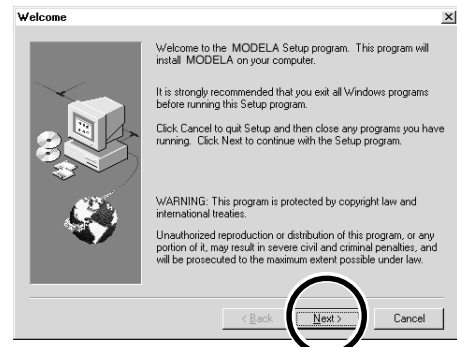 Welcome
Welcome to the MODELA Setup program. This program will
install MODELA on your computer.
It is strongly recommended that you exit all Windows programs
before running this Setup program.
Click Cancel to quit Setup and then close any programs you have
running. Click Next to continue with the Setup program.
WARNING: This program is protected by copyright law and
international treaties.
Unauthorized reproduction or distribution of this program, or any
portion of it, may result in severe civil and criminal penalties, and
will be prosecuted to the maximum extent possible under law.
< Back Next > Cancel